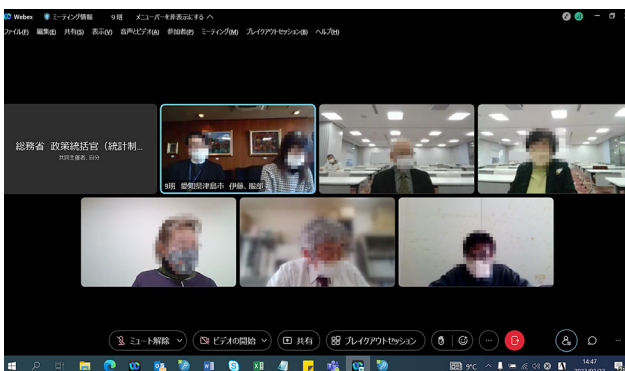 Webex ミーティング情報 9班 メニューバーを非表示にする
ファイル(F) 編集(E) 共有(S) 表示(V) 音声とビデオ(A) 参加者(P) ミーティング(M) ブレイクアウトセッション(B) ヘルプ(H)
総務省 政策統括官（統計制...
共同主催者, 自分
9班 愛知県津島市 伊藤、服部
ミュート解除 ビデオの開始 共有 ブレイクアウトセッション
9℃ A 14:47